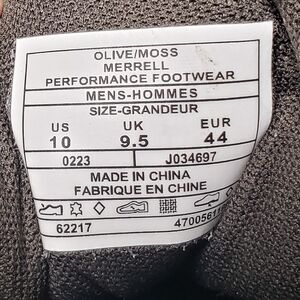 OLIVE/MOSS
MERRELL
PERFORMANCE FOOTWEAR
MENS-HOMMES
SIZE-GRANDEUR
US UK EUR
10 9.5 44
0223 J034697
MADE IN CHINA
FABRIQUE EN CHINE
62217